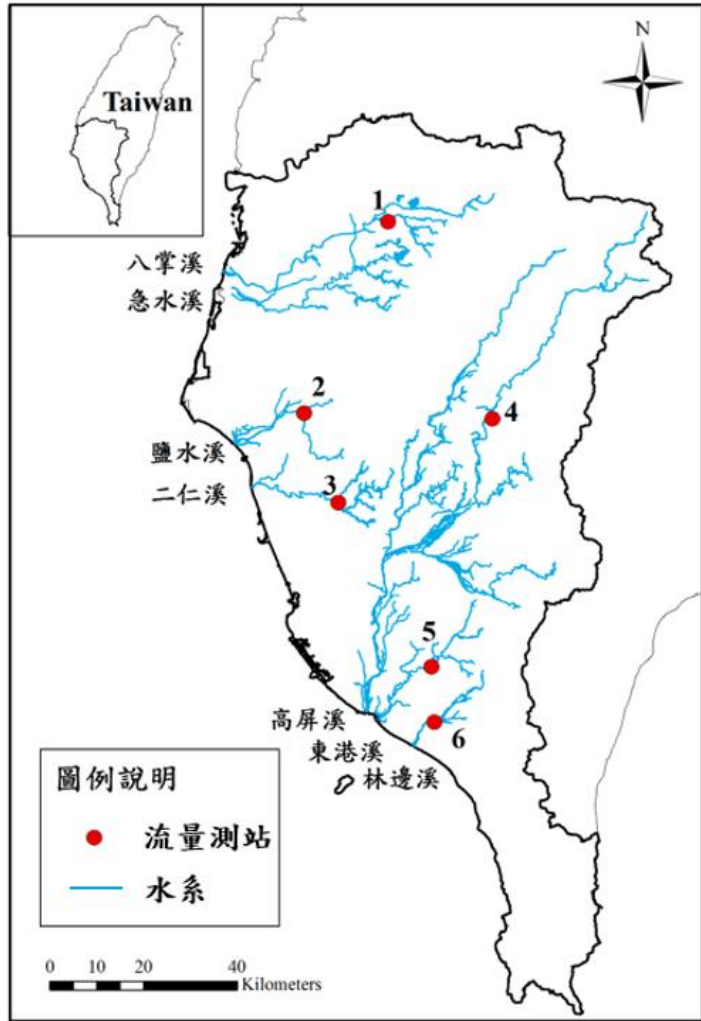 Taiwan
N
1
八掌溪
急水溪
2
4
鹽水溪
二仁溪
3
5
高屏溪
6
東港溪
林邊溪
圖例說明
流量測站
水系
0 10 20 40
Kilometers